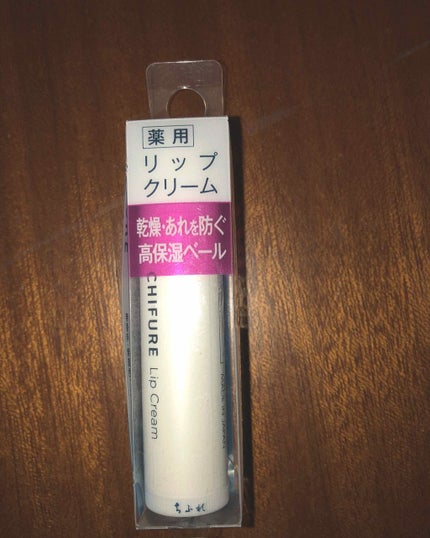 薬用
リップ
クリーム
乾燥・あれを防ぐ
高保湿ベール
CHIFURE Lip Cream
ちふれ